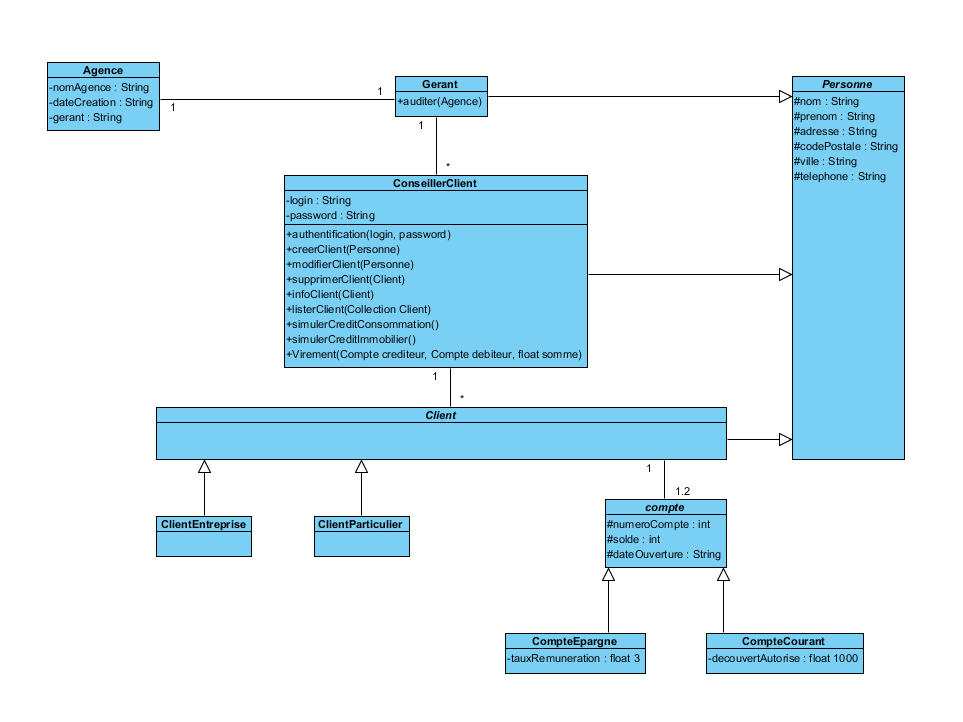 Agence
-nomAgence : String
-dateCreation : String
-gerant : String
1
1
Gerant
+auditer(Agence)
1
*
Personne
#nom : String
#prenom : String
#adresse : String
#codePostale : String
#ville : String
#telephone : String
ConseillerClient
-login : String
-password : String
+authentification(login, password)
+creerClient(Personne)
+modifierClient(Personne)
+supprimerClient(Client)
+infoClient(Client)
+listerClient(Collection Client)
+simulerCreditConsommation()
+simulerCreditImmobilier()
+Virement(Compte crediteur, Compte debiteur, float somme)
1
*
Client
1
1.2
ClientEntreprise
ClientParticulier
compte
#numeroCompte : int
#solde : int
#dateOuverture : String
CompteEpargne
-tauxRemuneration : float 3
CompteCourant
-decouvertAutorise : float 1000